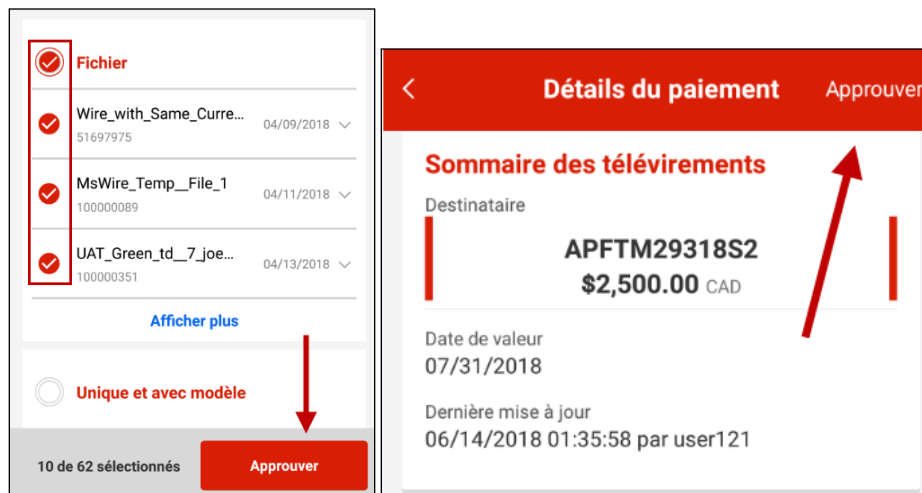 Fichier
Wire_with_Same_Curre...
51697975
04/09/2018
MsWire_Temp__File_1
100000089
04/11/2018
UAT_Green_td__7_joe...
100000351
04/13/2018
Afficher plus
Unique et avec modèle
10 de 62 sélectionnés
Approuver
Détails du paiement
Approuver
Sommaire des télévirements
Destinataire
APFTM29318S2
$2,500.00 CAD
Date de valeur
07/31/2018
Dernière mise à jour
06/14/2018 01:35:58 par user121